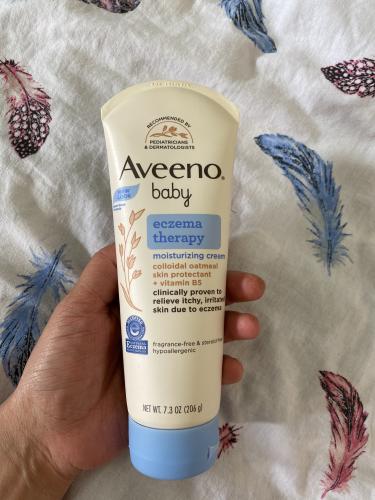 RECOMMENDED BY
PEDIATRICIANS
& DERMATOLOGISTS
Aveeno®
baby
eczema
therapy
moisturizing cream
colloidal oatmeal
skin protectant
+ vitamin B5
clinically proven to
relieve itchy, irritated
skin due to eczema
Eczema
fragrance-free & steroid-free
hypoallergenic
NET WT. 7.3 OZ (206 g)